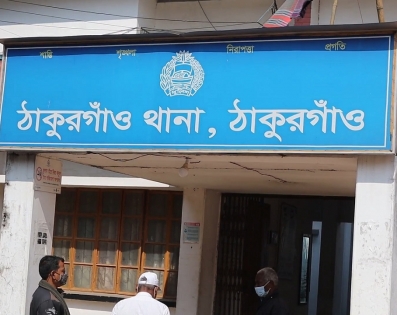 শান্তি শৃঙ্খলা নিরাপত্তা প্রগতি
ঠাকুরগাঁও থানা, ঠাকুরগাঁও